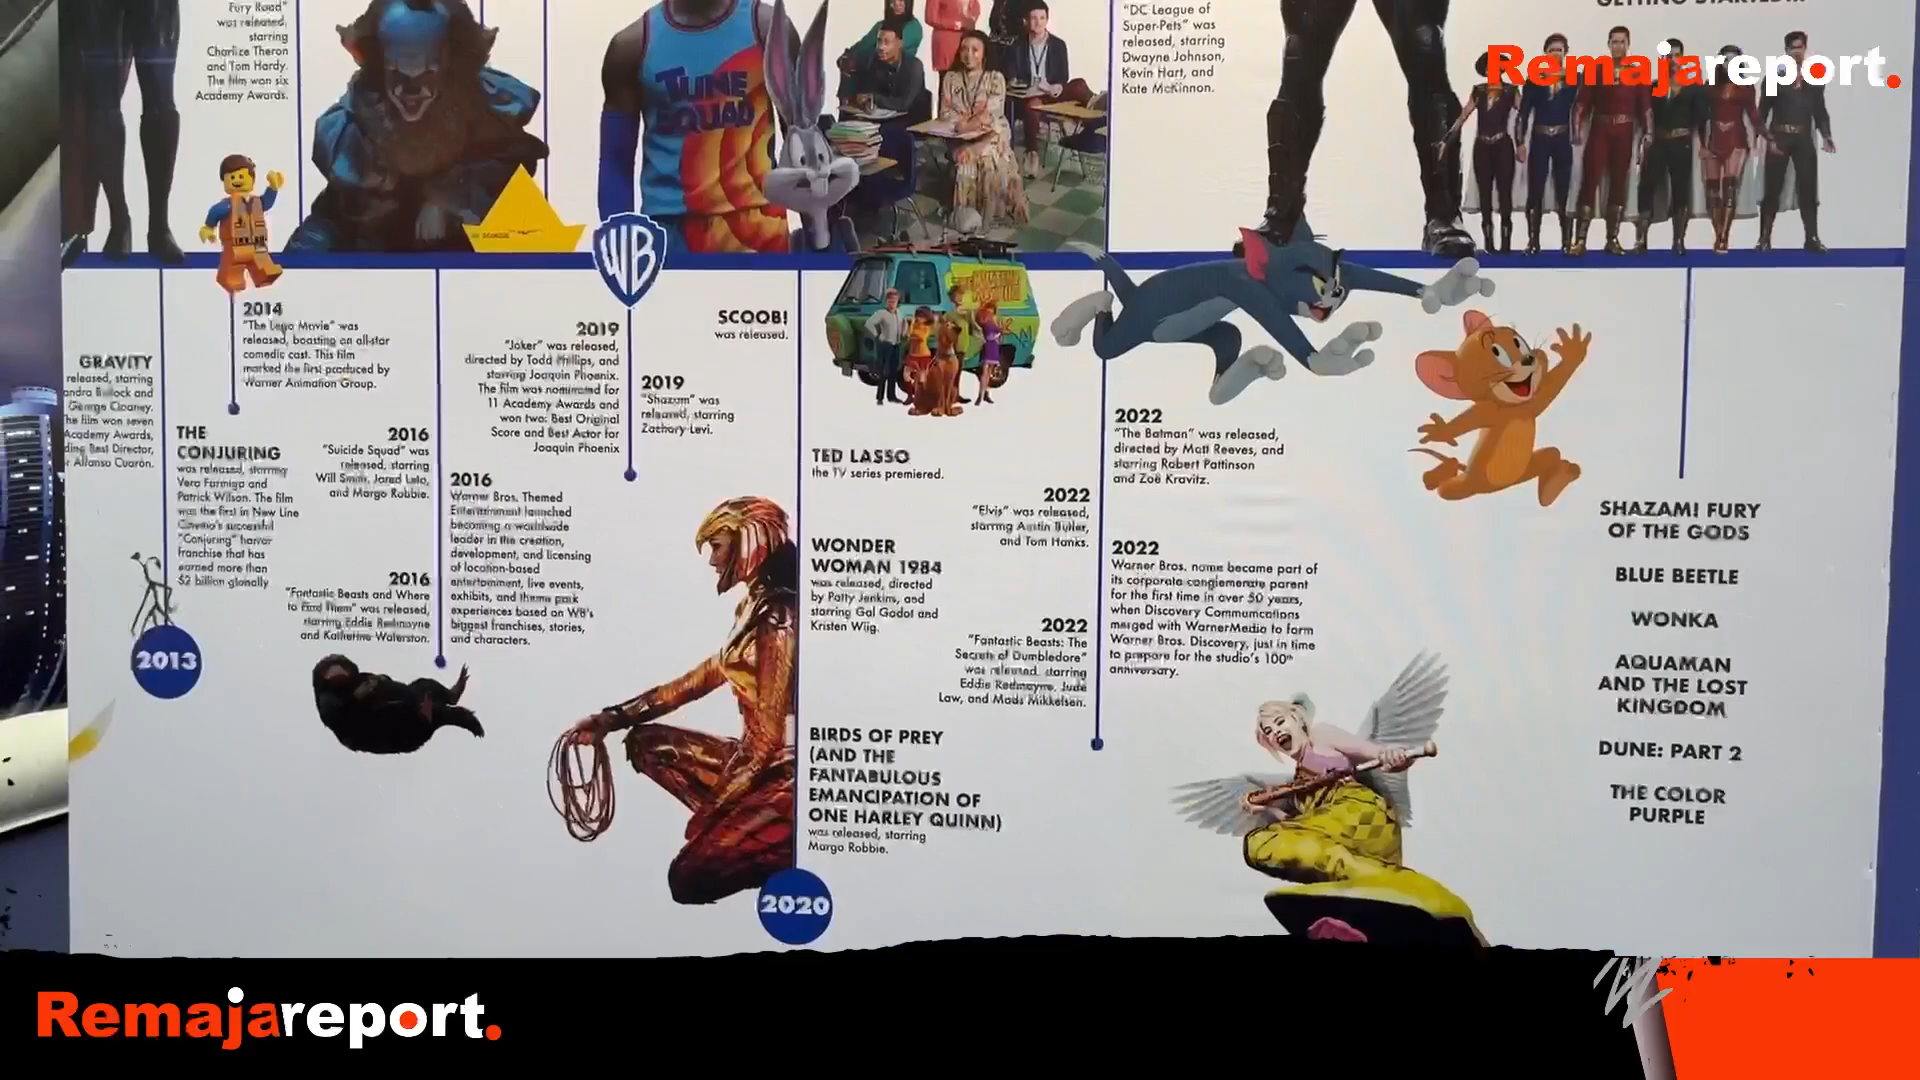 Fury Road"
was released,
starring
Charlize Theron
and Tom Hardy.
The film won six
Academy Awards.
TUNE
SQUAD
"DC League of
Super-Pets" was
released, starring
Dwayne Johnson,
Kevin Hart, and
Kate McKinnon.
GETTING STARTED...
Remajareport.
WB
GRAVITY
released, starring
andra Bullock and
George Clooney.
he film won seven
Academy Awards,
ding Best Director,
r Alfonso Cuarón.
2014
"The Lego Movie" was
released, boasting an all-star
comedic cast. This film
marked the first produced by
Warner Animation Group.
THE
CONJURING
was released, starring
Vera Farmiga and
Patrick Wilson. The film
was the first in New Line
Cinema's successful
"Conjuring" horror
franchise that has
earned more than
$2 billion globally
2013
2016
"Suicide Squad" was
released, starring
Will Smith, Jared Leto,
and Margo Robbie.
2016
"Fantastic Beasts and Where
to Find Them" was released,
starring Eddie Redmayne
and Katherine Waterston.
2019
"Joker" was released,
directed by Todd Phillips, and
starring Joaquin Phoenix.
The film was nominated for
11 Academy Awards and
won two: Best Original
Score and Best Actor for
Joaquin Phoenix
2016
Warner Bros. Themed
Entertainment launched
becoming a worldwide
leader in the creation,
development, and licensing
of location-based
entertainment, live events,
exhibits, and theme park
experiences based on WB's
biggest franchises, stories,
and characters.
SCOOB!
was released.
2019
"Shazam" was
released, starring
Zachary Levi.
TED LASSO
the TV series premiered.
WONDER
WOMAN 1984
was released, directed
by Patty Jenkins, and
starring Gal Gadot and
Kristen Wiig.
BIRDS OF PREY
(AND THE
FANTABULOUS
EMANCIPATION OF
ONE HARLEY QUINN)
was released, starring
Margo Robbie.
2020
2022
"Elvis" was released,
starring Austin Butler,
and Tom Hanks.
2022
"Fantastic Beasts: The
Secrets of Dumbledore"
was released, starring
Eddie Redmayne, Jude
Law, and Mads Mikkelsen.
2022
"The Batman" was released,
directed by Matt Reeves, and
starring Robert Pattinson
and Zoë Kravitz.
2022
Warner Bros. name became part of
its corporate conglomerate parent
for the first time in over 50 years,
when Discovery Communcations
merged with WarnerMedia to form
Warner Bros. Discovery, just in time
to prepare for the studio's 100th
anniversary.
SHAZAM! FURY
OF THE GODS
BLUE BEETLE
WONKA
AQUAMAN
AND THE LOST
KINGDOM
DUNE: PART 2
THE COLOR
PURPLE
Remajareport.